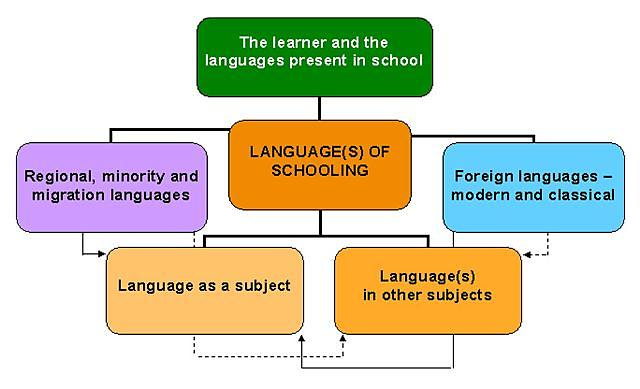 The learner and the
languages present in school
LANGUAGE(S) OF
SCHOOLING
Regional, minority and
migration languages
Foreign languages –
modern and classical
Language as a subject
Language(s)
in other subjects